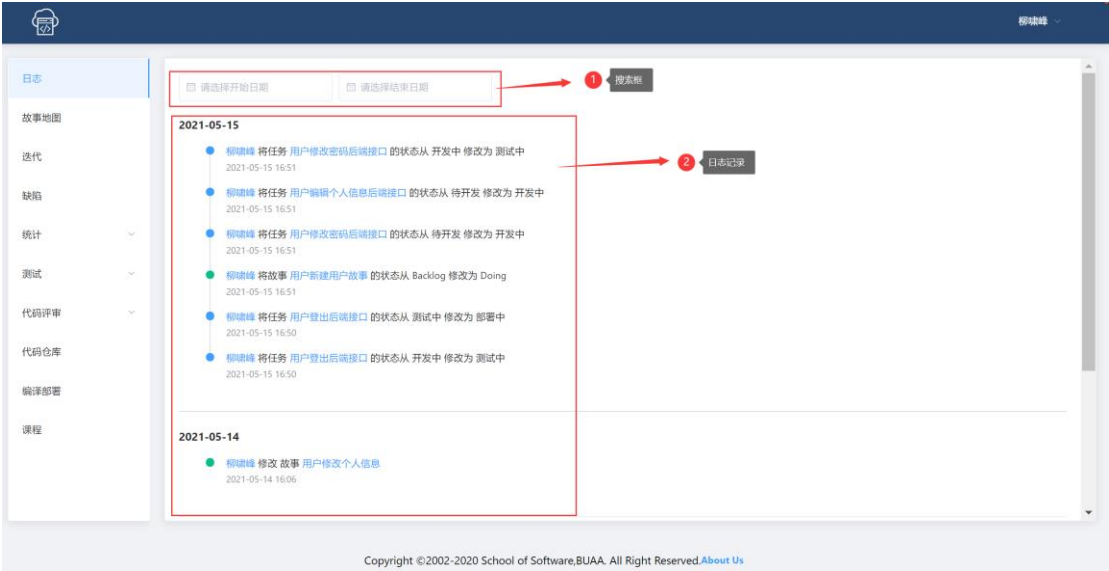 柳啸峰
日志
故事地图
迭代
缺陷
统计
测试
代码评审
代码仓库
编译部署
课程
请选择开始日期 请选择结束日期
1 搜索框
2021-05-15
柳啸峰 将任务 用户修改密码后端接口 的状态从 开发中 修改为 测试中
2021-05-15 16:51
2 日志记录
柳啸峰 将任务 用户编辑个人信息后端接口 的状态从 待开发 修改为 开发中
2021-05-15 16:51
柳啸峰 将任务 用户修改密码后端接口 的状态从 待开发 修改为 开发中
2021-05-15 16:51
柳啸峰 将故事 用户新建用户故事 的状态从 Backlog 修改为 Doing
2021-05-15 16:51
柳啸峰 将任务 用户登出后端接口 的状态从 测试中 修改为 部署中
2021-05-15 16:50
柳啸峰 将任务 用户登出后端接口 的状态从 开发中 修改为 测试中
2021-05-15 16:50
2021-05-14
柳啸峰 修改 故事 用户修改个人信息
2021-05-14 16:06
Copyright ©2002-2020 School of Software,BUAA. All Right Reserved.About Us